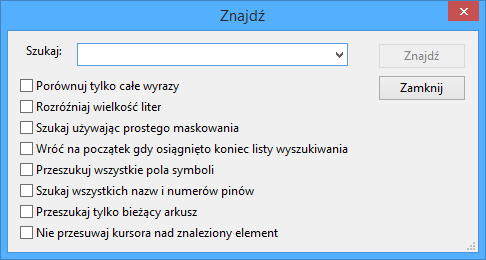 Znajdź
Szukaj:
Znajdź
Zamknij
Porównuj tylko całe wyrazy
Rozróźniaj wielkość liter
Szukaj używając prostego maskowania
Wróć na początek gdy osiągnięto koniec listy wyszukiwania
Przeszukuj wszystkie pola symboli
Szukaj wszystkich nazw i numerów pinów
Przeszukaj tylko bieżący arkusz
Nie przesuwaj kursora nad znaleziony element